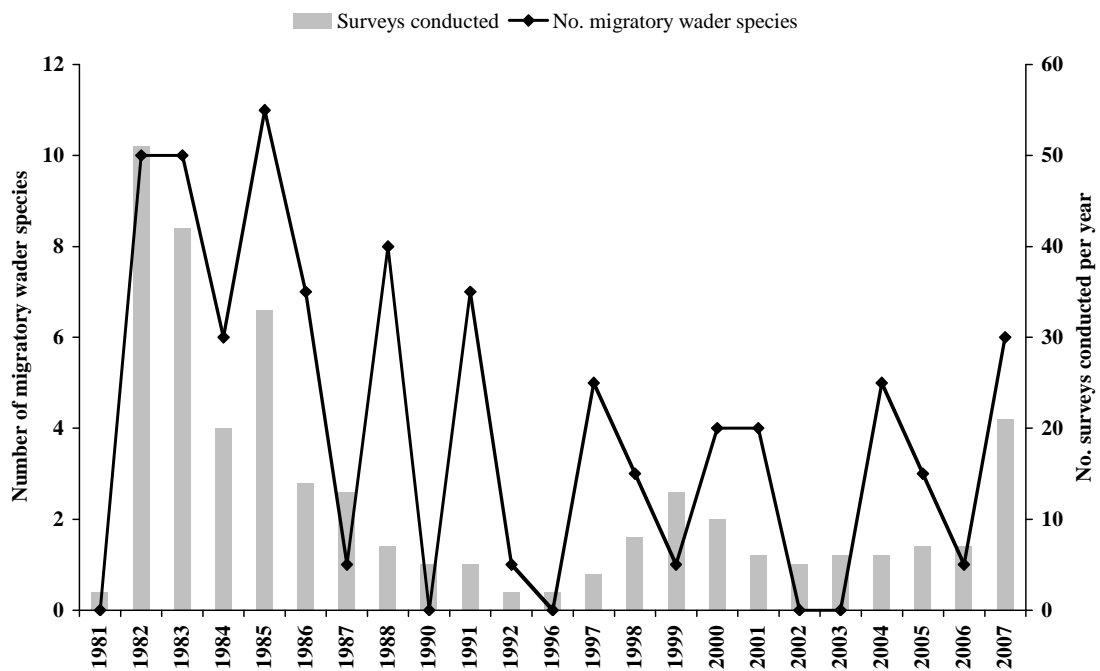 Surveys conducted No. migratory wader species
12 60
10 50
8 40
6 30
4 20
2 10
0 0
Number of migratory wader species
No. surveys conducted per year
1981 1982 1983 1984 1985 1986 1987 1988 1990 1991 1992 1996 1997 1998 1999 2000 2001 2002 2003 2004 2005 2006 2007